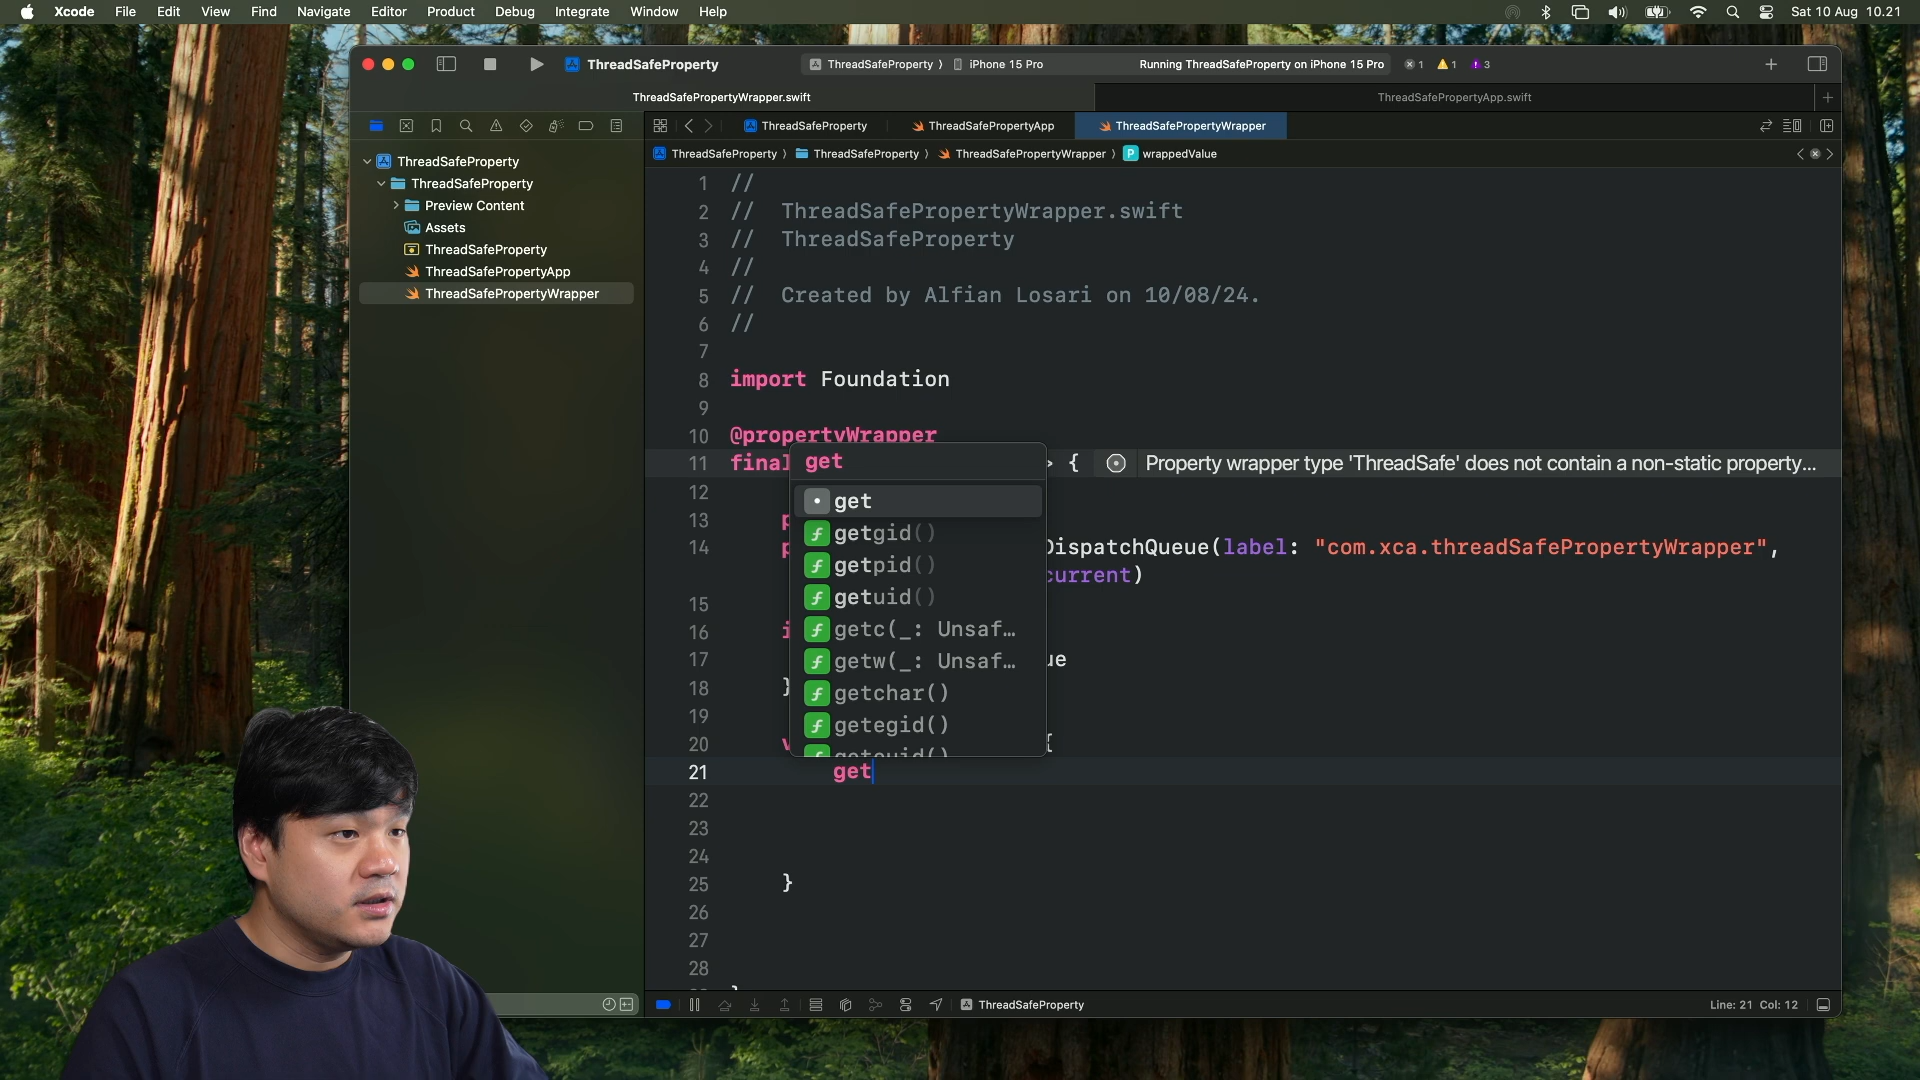 Xcode File Edit View Find Navigate Editor Product Debug Integrate Window Help Sat 10 Aug 10.21
ThreadSafeProperty ThreadSafeProperty iPhone 15 Pro Running ThreadSafeProperty on iPhone 15 Pro 1 1 3
ThreadSafePropertyWrapper.swift ThreadSafePropertyApp.swift
ThreadSafeProperty ThreadSafePropertyApp ThreadSafePropertyWrapper
ThreadSafeProperty ThreadSafeProperty ThreadSafePropertyWrapper P wrappedValue
ThreadSafeProperty
ThreadSafeProperty
Preview Content
Assets
ThreadSafeProperty
ThreadSafePropertyApp
ThreadSafePropertyWrapper
1 //
2 // ThreadSafePropertyWrapper.swift
3 // ThreadSafeProperty
4 //
5 // Created by Alfian Losari on 10/08/24.
6 //
7
8 import Foundation
9
10 @propertyWrapper
11 final > { Property wrapper type 'ThreadSafe' does not contain a non-static property...
12
13 p
14 p DispatchQueue(label: "com.xca.threadSafePropertyWrapper",
current)
15
16 i
17 ue
18 }
19
20 v {
21 get
22
23
24
25 }
26
27
28
get
get
getgid()
getpid()
getuid()
getc(_: Unsaf…
getw(_: Unsaf…
getchar()
getegid()
ThreadSafeProperty Line: 21 Col: 12